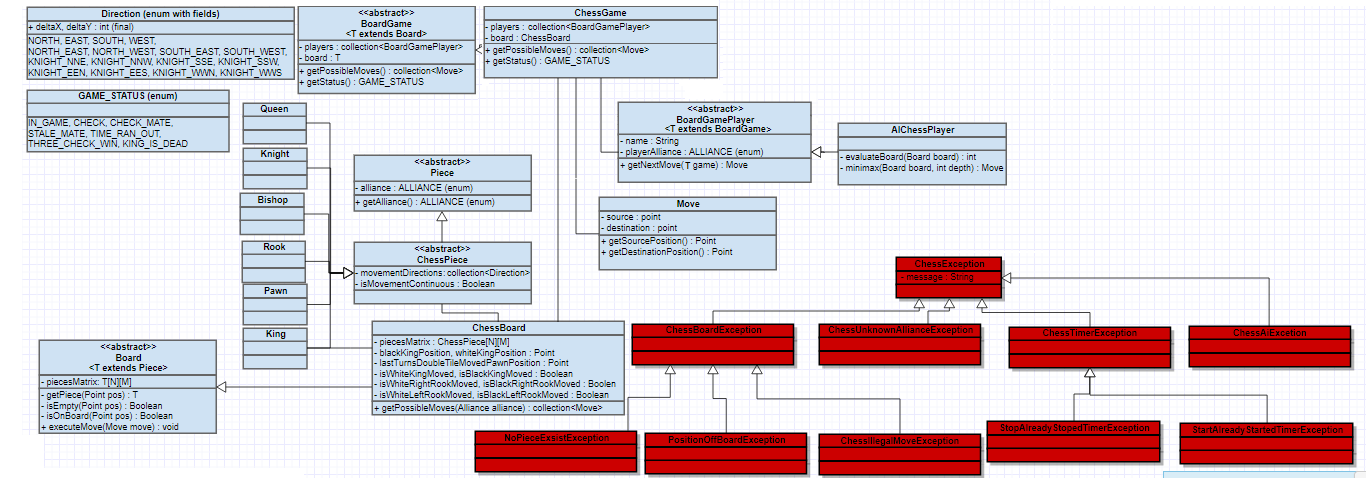 Direction (enum with fields)
+ deltaX, deltaY : int (final)
NORTH, EAST, SOUTH, WEST,
NORTH_EAST, NORTH_WEST, SOUTH_EAST, SOUTH_WEST,
KNIGHT_NNE, KNIGHT_NNW, KNIGHT_SSE, KNIGHT_SSW,
KNIGHT_EEN, KNIGHT_EES, KNIGHT_WWN, KNIGHT_WWS
<<abstract>>
BoardGame
<T extends Board>
- players : collection<BoardGamePlayer>
- board : T
+ getPossibleMoves() : collection<Move>
+ getStatus() : GAME_STATUS
ChessGame
- players : collection<BoardGamePlayer>
- board : ChessBoard
+ getPossibleMoves() : collection<Move>
+ getStatus() : GAME_STATUS
GAME_STATUS (enum)
IN_GAME, CHECK, CHECK_MATE,
STALE_MATE, TIME_RAN_OUT,
THREE_CHECK_WIN, KING_IS_DEAD
Queen
Knight
Bishop
Rook
Pawn
King
<<abstract>>
Piece
- alliance : ALLIANCE (enum)
+ getAlliance() : ALLIANCE (enum)
<<abstract>>
BoardGamePlayer
<T extends BoardGame>
- name : String
- playerAlliance : ALLIANCE (enum)
+ getNextMove(T game) : Move
AIChessPlayer
- evaluateBoard(Board board) : int
- minimax(Board board, int depth) : Move
Move
- source : point
- destination : point
+ getSourcePosition() : Point
+ getDestinationPosition() : Point
<<abstract>>
ChessPiece
- movementDirections: collection<Direction>
- isMovementContinuous : Boolean
ChessBoard
- piecesMatrix : ChessPiece[N][M]
- blackKingPosition, whiteKingPosition : Point
- lastTurnsDoubleTileMovedPawnPosition : Point
- isWhiteKingMoved, isBlackKingMoved : Boolean
- isWhiteRightRookMoved, isBlackRightRookMoved : Boolen
- isWhiteLeftRookMoved, isBlackLeftRookMoved : Boolean
+ getPossibleMoves(Alliance alliance) : collection<Move>
<<abstract>>
Board
<T extends Piece>
- piecesMatrix: T[N][M]
- getPiece(Point pos) : T
- isEmpty(Point pos) : Boolean
- isOnBoard(Point pos) : Boolean
+ executeMove(Move move) : void
ChessException
- message : String
ChessBoardException
ChessUnknownAllianceException
ChessTimerException
ChessAiExcetion
NoPieceExsistException
PositionOffBoardException
ChessIllegalMoveException
StopAlreadyStopedTimerException
StartAlreadyStartedTimerException